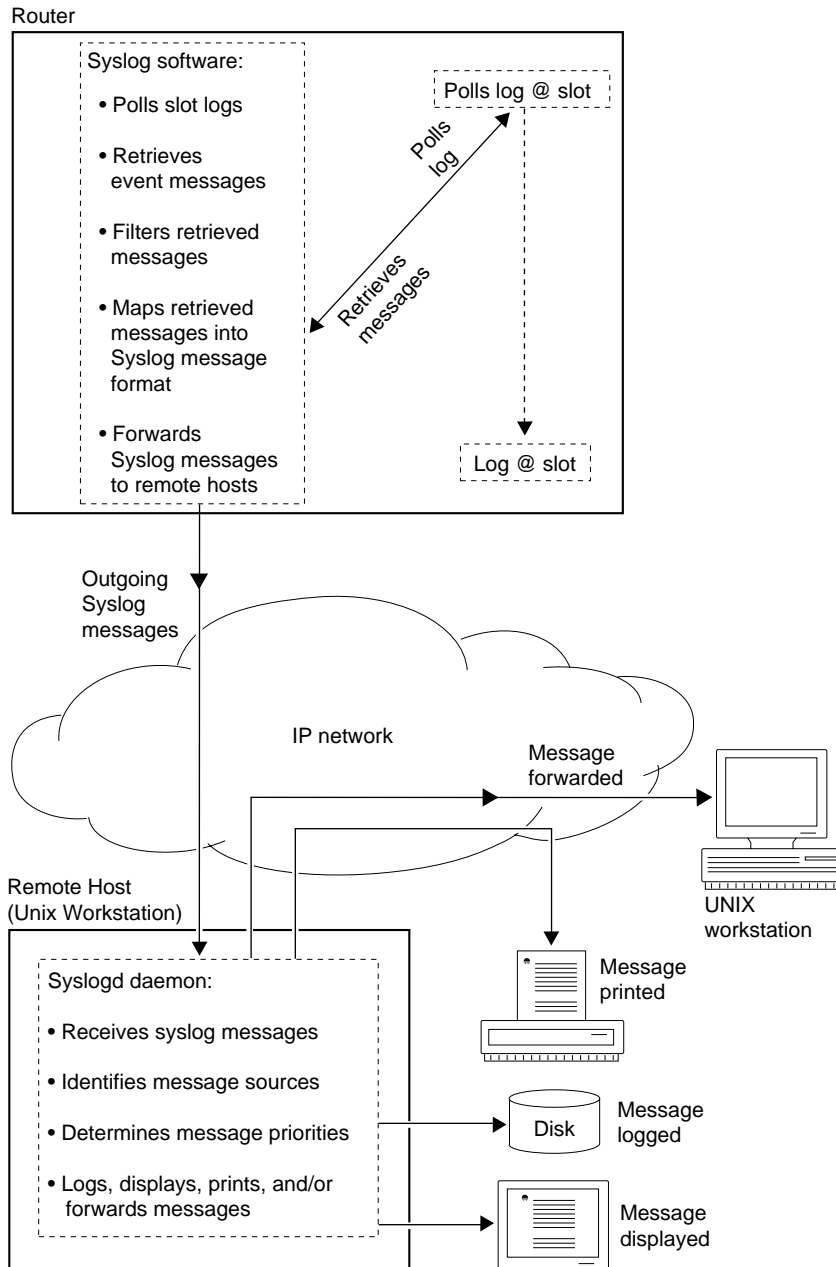 Router
Syslog software:
• Polls slot logs
• Retrieves
event messages
• Filters retrieved
messages
• Maps retrieved
messages into
Syslog message
format
• Forwards
Syslog messages
to remote hosts
Polls log @ slot
Polls
log
Retrieves
messages
Log @ slot
Outgoing
Syslog
messages
IP network
Message
forwarded
UNIX
workstation
Remote Host
(Unix Workstation)
Syslogd daemon:
• Receives syslog messages
• Identifies message sources
• Determines message priorities
• Logs, displays, prints, and/or
forwards messages
Message
printed
Disk
Message
logged
Message
displayed